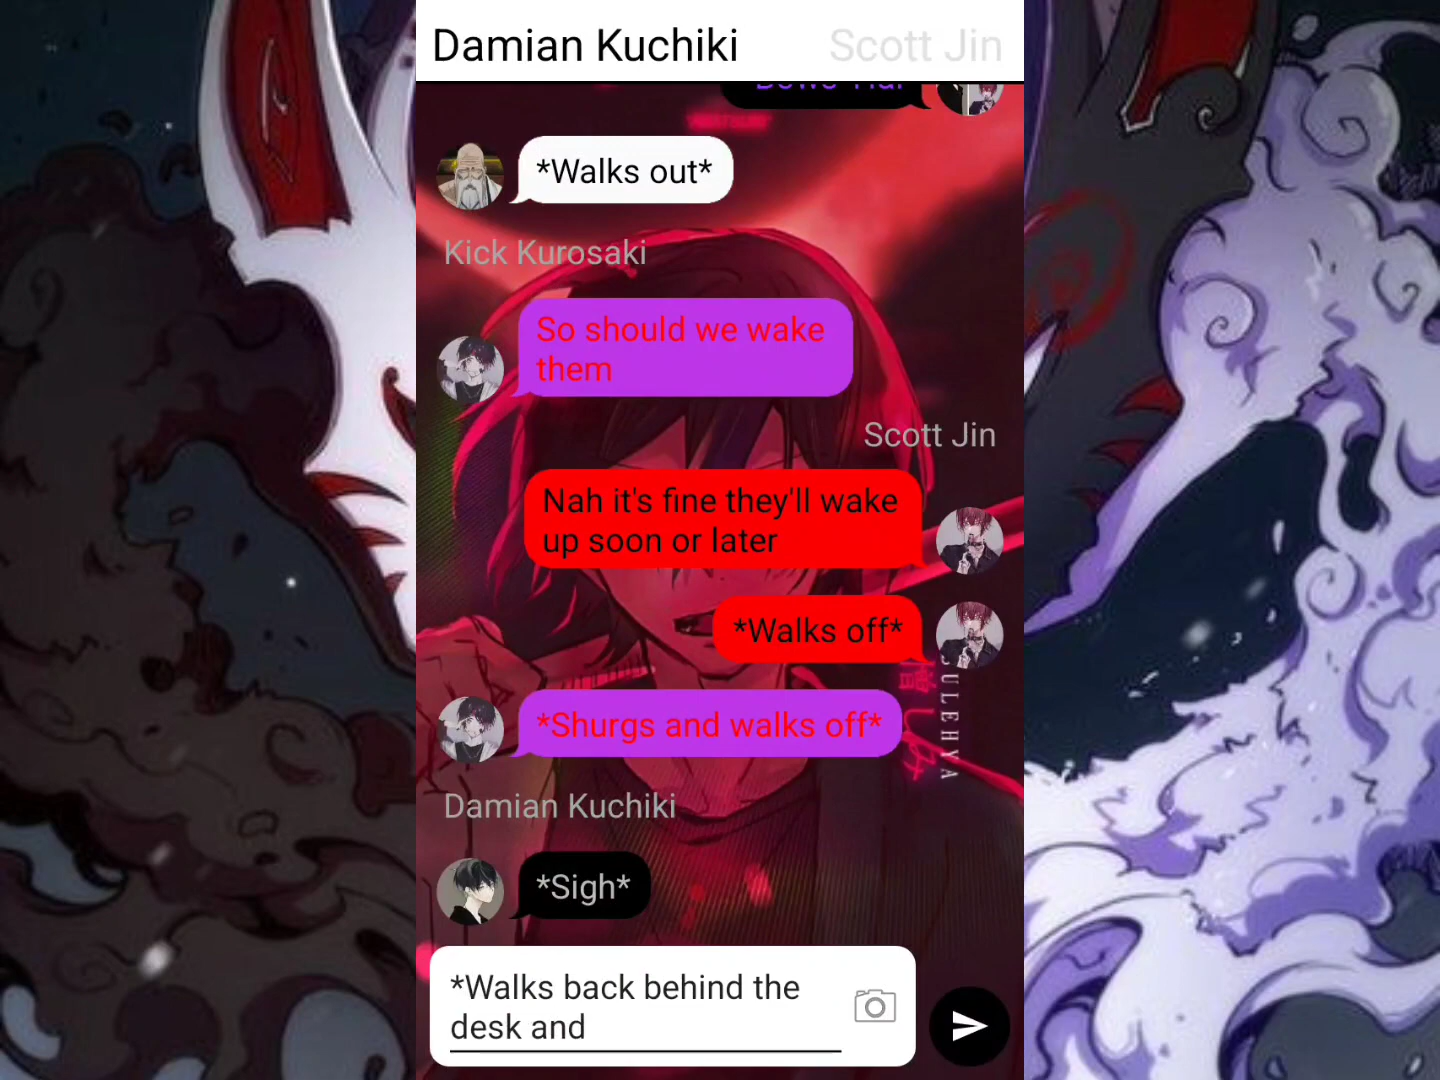 Damian Kuchiki Scott Jin
*Walks out*
Kick Kurosaki
So should we wake
them
Scott Jin
Nah it's fine they'll wake
up soon or later
*Walks off*
*Shurgs and walks off*
JULEHYA
Damian Kuchiki
*Sigh*
*Walks back behind the
desk and